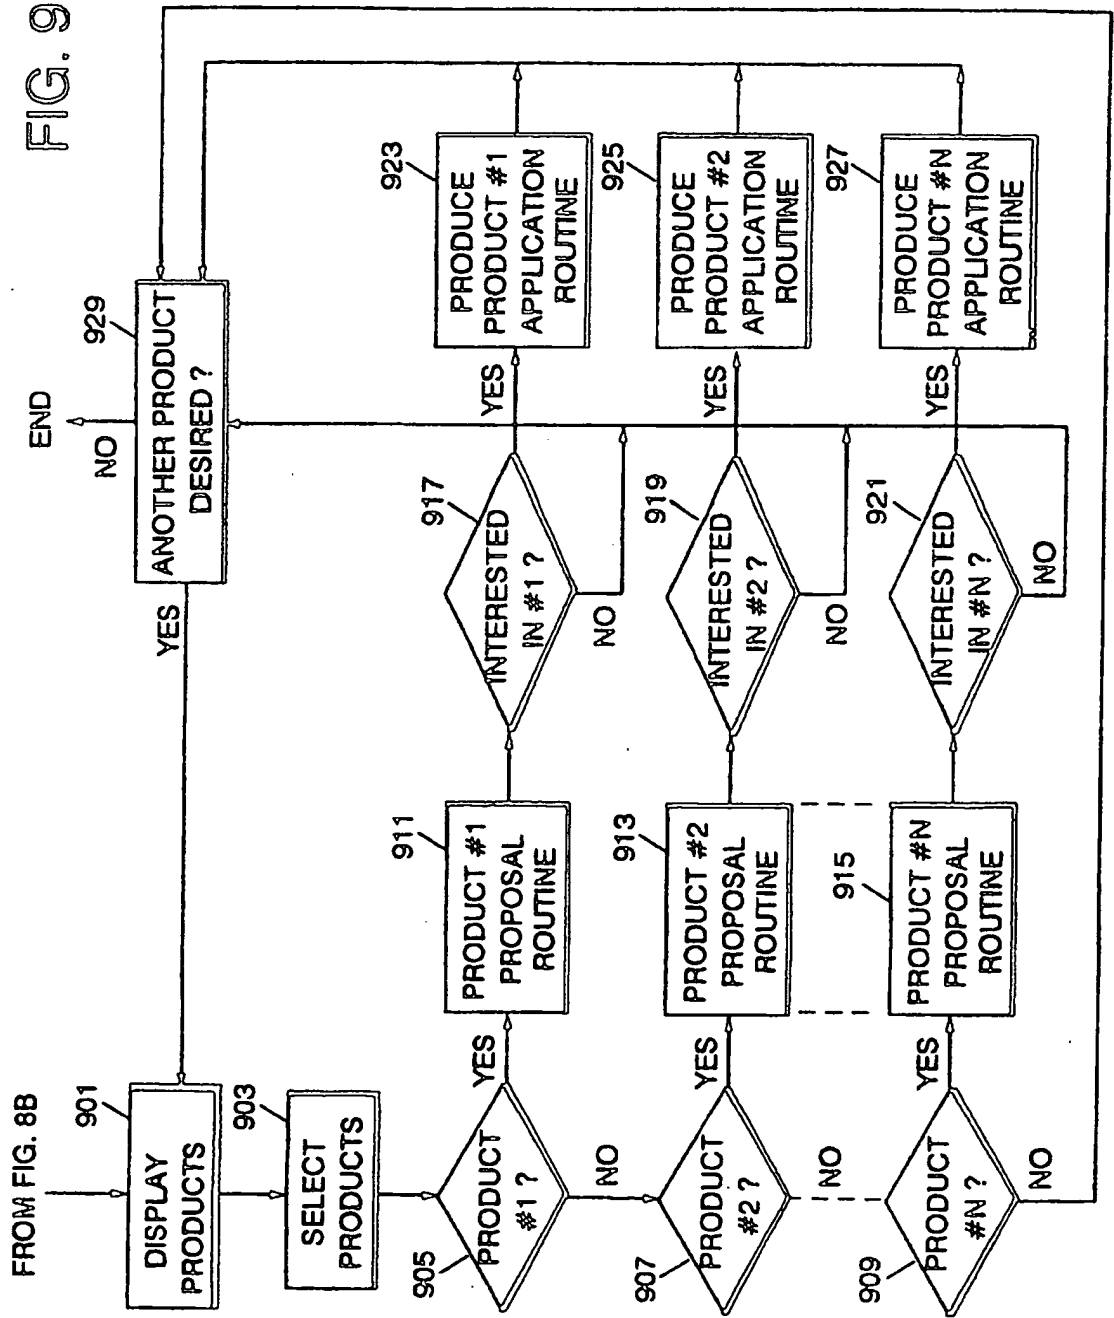 FIG. 9
FROM FIG. 8B
901
DISPLAY
PRODUCTS
903
SELECT
PRODUCTS
END
NO
929
ANOTHER PRODUCT
DESIRED ?
YES
905
PRODUCT
#1 ?
YES
NO
911
PRODUCT #1
PROPOSAL
ROUTINE
917
INTERESTED
IN #1 ?
YES
NO
923
PRODUCE
PRODUCT #1
APPLICATION
ROUTINE
907
PRODUCT
#2 ?
YES
NO
913
PRODUCT #2
PROPOSAL
ROUTINE
919
INTERESTED
IN #2 ?
YES
NO
925
PRODUCE
PRODUCT #2
APPLICATION
ROUTINE
909
PRODUCT
#N ?
YES
NO
915
PRODUCT #N
PROPOSAL
ROUTINE
921
INTERESTED
IN #N ?
YES
NO
927
PRODUCE
PRODUCT #N
APPLICATION
ROUTINE